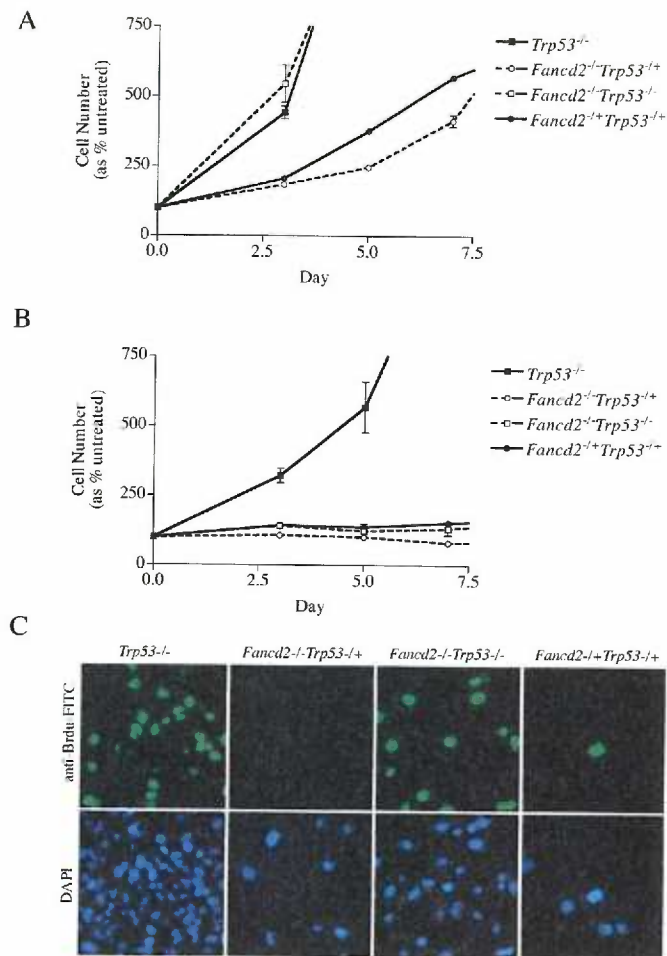 A
750
500
250
0
Cell Number
(as % untreated)
0.0
2.5
5.0
7.5
Day
Trp53-/-
Fancd2-/-Trp53-/+
Fancd2-/-Trp53-/-
Fancd2-/+Trp53-/+
B
750
500
250
0
Cell Number
(as % untreated)
0.0
2.5
5.0
7.5
Day
Trp53-/-
Fancd2-/-Trp53-/+
Fancd2-/-Trp53-/-
Fancd2-/+Trp53-/+
C
Trp53-/-
Fancd2-/-Trp53-/+
Fancd2-/-Trp53-/-
Fancd2-/+Trp53-/+
anti-Brdu-FITC
DAPI